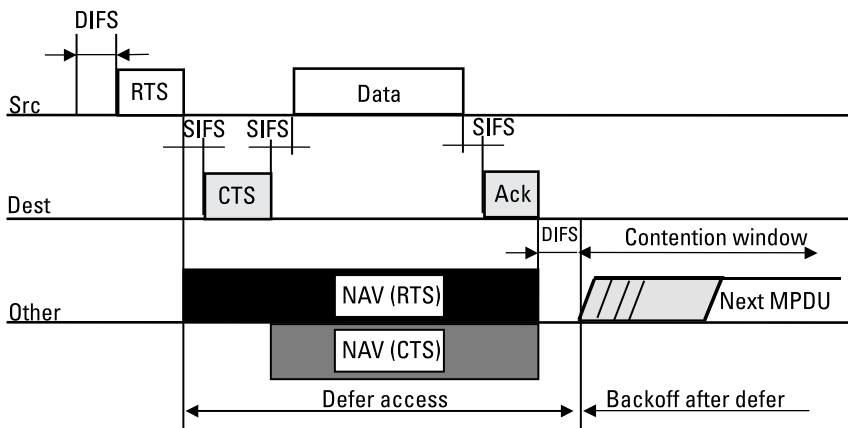 DIFS
RTS
Data
Src
SIFS
SIFS
SIFS
CTS
Ack
Dest
DIFS
Contention window
NAV (RTS)
Next MPDU
Other
NAV (CTS)
Defer access
Backoff after defer